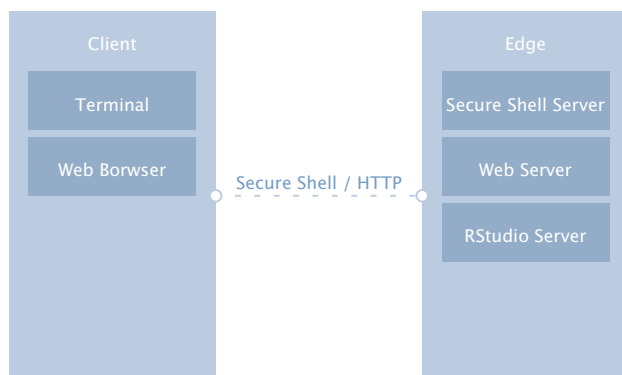 Client
Terminal
Web Borwser
Secure Shell / HTTP
Edge
Secure Shell Server
Web Server
RStudio Server